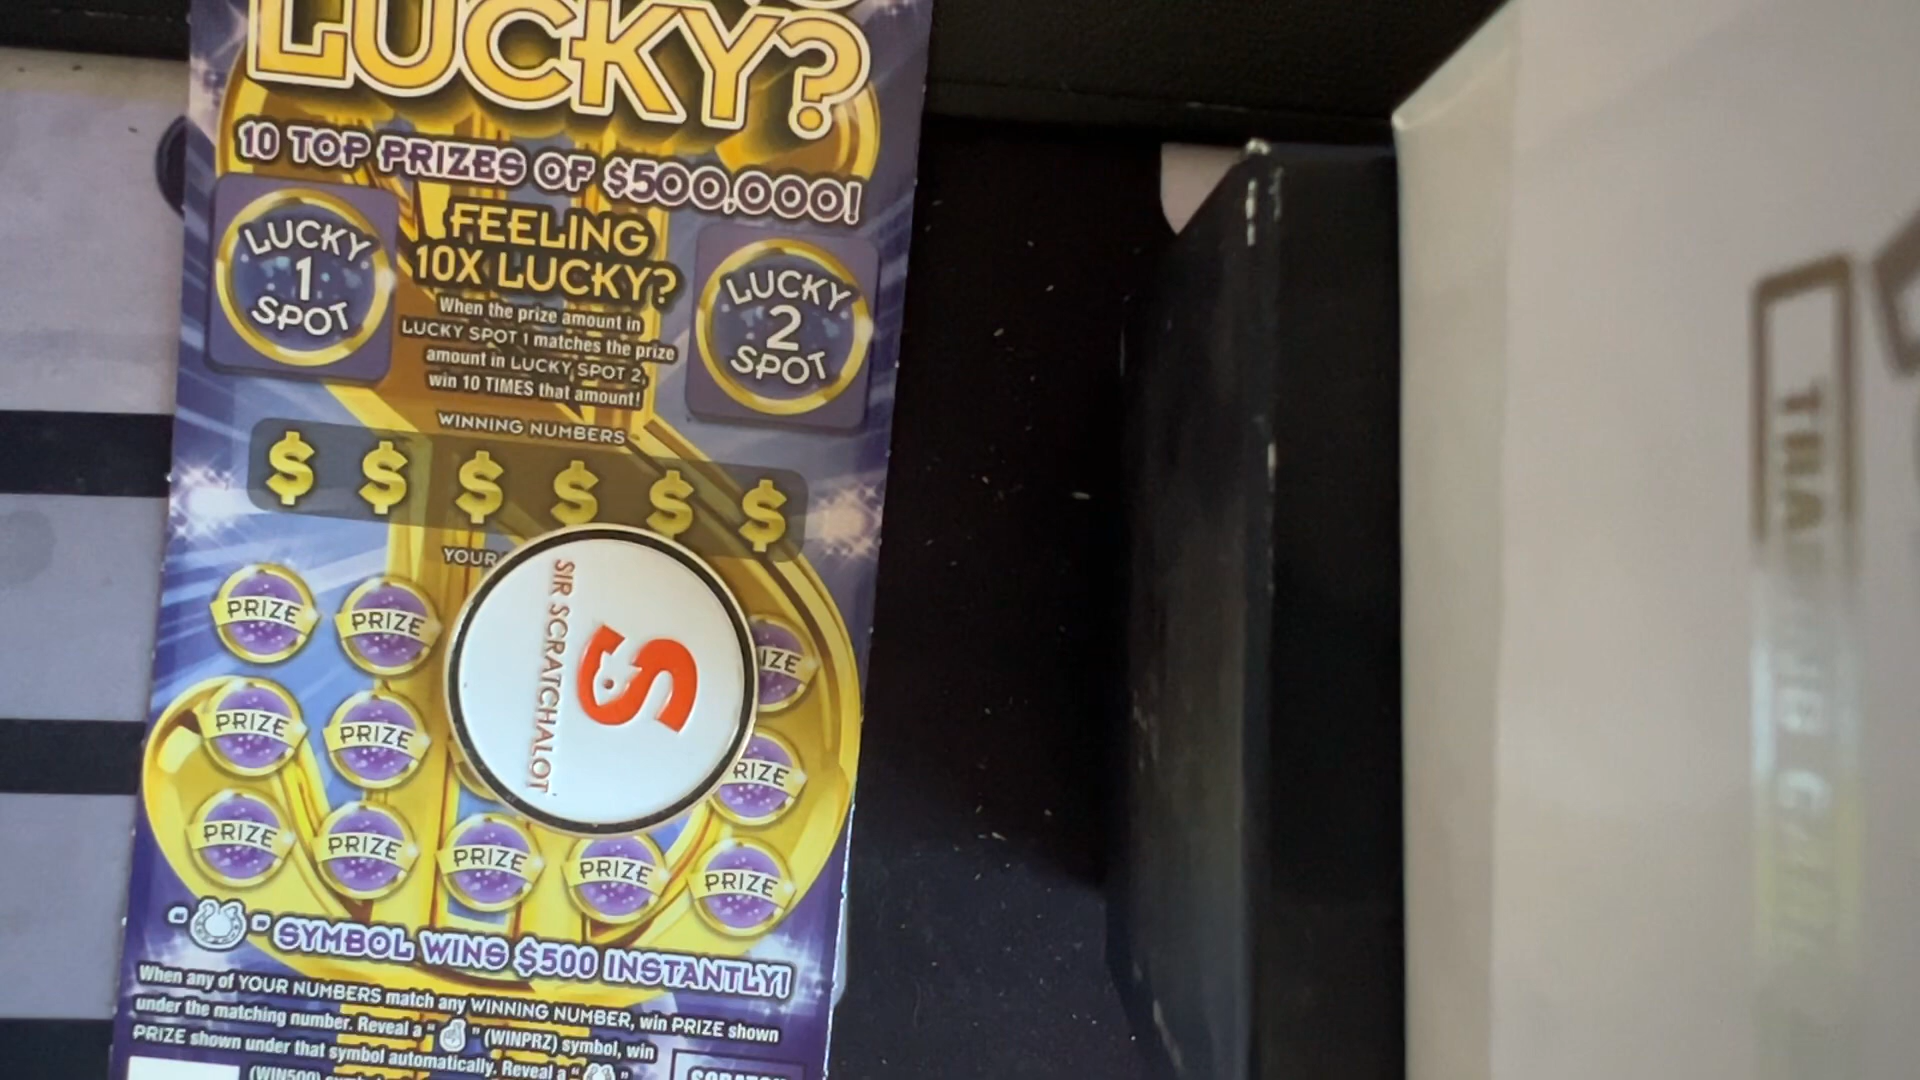 LUCKY?
10 TOP PRIZES OF $500,000!
LUCKY
1
SPOT
FEELING
10X LUCKY?
When the prize amount in
LUCKY SPOT 1 matches the prize
amount in LUCKY SPOT 2,
win 10 TIMES that amount!
LUCKY
2
SPOT
WINNING NUMBERS
$ $ $ $ $ $
YOUR
SIR SCRATCHALOT
S
PRIZE PRIZE IZE
PRIZE PRIZE RIZE
PRIZE PRIZE PRIZE PRIZE PRIZE
" " SYMBOL WINS $500 INSTANTLY!
When any of YOUR NUMBERS match any WINNING NUMBER, win PRIZE shown
under the matching number. Reveal a " " (WINPRZ) symbol, win
PRIZE shown under that symbol automatically. Reveal a " "
(WIN500)